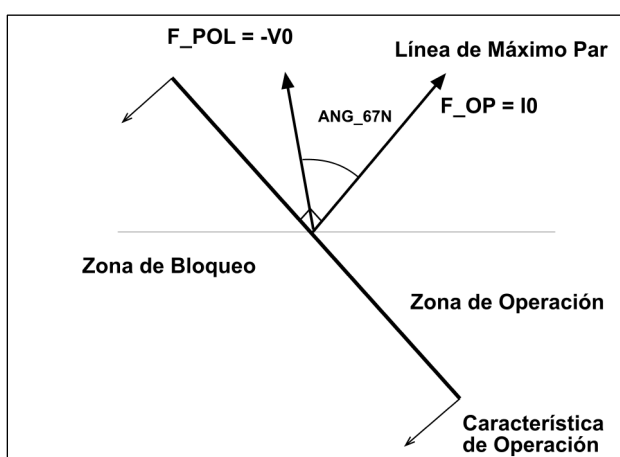 F_POL = -V0
Línea de Máximo Par
ANG_67N
F_OP = I0
Zona de Bloqueo
Zona de Operación
Característica
de Operación